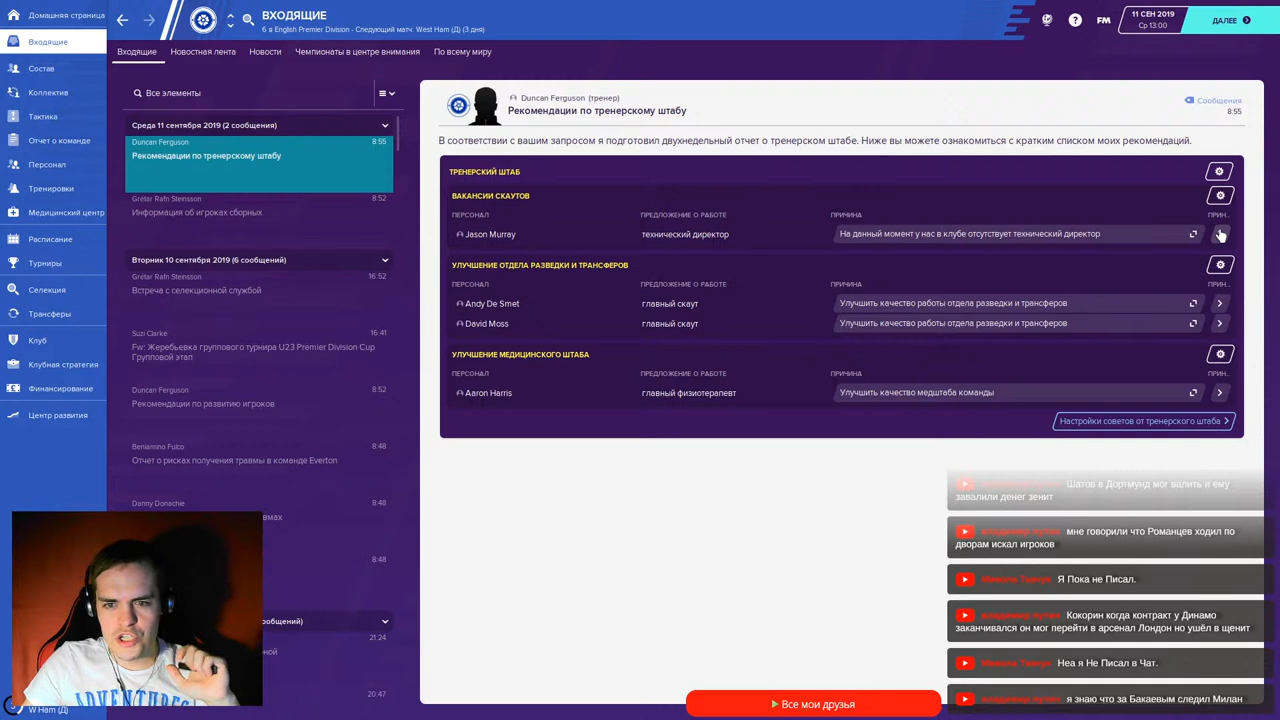 Домашняя страница
Входящие
Состав
Коллектив
Тактика
Отчет о команде
Персонал
Тренировки
Медицинский центр
Расписание
Турниры
Селекция
Трансферы
Клуб
Клубная стратегия
Финансирование
Центр развития
W Ham (Д)
ВХОДЯЩИЕ
6 в English Premier Division - Следующий матч: West Ham (Д) (3 дня)
FM
11 СЕН 2019
Ср 13:00
ДАЛЕЕ
Входящие Новостная лента Новости Чемпионаты в центре внимания По всему миру
Все элементы
Среда 11 сентября 2019 (2 сообщения)
Duncan Ferguson 8:55
Рекомендации по тренерскому штабу
Grétar Rafn Steinsson 8:52
Информация об игроках сборных
Вторник 10 сентября 2019 (6 сообщений)
Grétar Rafn Steinsson 16:52
Встреча с селекционной службой
Suzi Clarke 16:41
Fw: Жеребьевка группового турнира U23 Premier Division Cup
Групповой этап
Duncan Ferguson 8:52
Рекомендации по развитию игроков
Beniamino Fulco 8:48
Отчет о рисках получения травмы в команде Everton
Danny Donachie 8:48
вмах
8:48
ообщений)
21:24
ной
20:47
Duncan Ferguson (тренер)
Рекомендации по тренерскому штабу
Сообщения
8:55
В соответствии с вашим запросом я подготовил двухнедельный отчет о тренерском штабе. Ниже вы можете ознакомиться с кратким списком моих рекомендаций.
ТРЕНЕРСКИЙ ШТАБ
ВАКАНСИИ СКАУТОВ
ПЕРСОНАЛ ПРЕДЛОЖЕНИЕ О РАБОТЕ ПРИЧИНА ПРИН...
Jason Murray технический директор На данный момент у нас в клубе отсутствует технический директор
УЛУЧШЕНИЕ ОТДЕЛА РАЗВЕДКИ И ТРАНСФЕРОВ
ПЕРСОНАЛ ПРЕДЛОЖЕНИЕ О РАБОТЕ ПРИЧИНА ПРИН...
Andy De Smet главный скаут Улучшить качество работы отдела разведки и трансферов
David Moss главный скаут Улучшить качество работы отдела разведки и трансферов
УЛУЧШЕНИЕ МЕДИЦИНСКОГО ШТАБА
ПЕРСОНАЛ ПРЕДЛОЖЕНИЕ О РАБОТЕ ПРИЧИНА ПРИН...
Aaron Harris главный физиотерапевт Улучшить качество медштаба команды
Настройки советов от тренерского штаба
Шатов в Дортмунд мог валить и ему
завалили денег зенит
мне говорили что Романцев ходил по
дворам искал игроков
Я Пока не Писал.
Кокорин когда контракт у Динамо
заканчивался он мог перейти в арсенал Лондон но ушёл в щенит
Неа я Не Писал в Чат.
я знаю что за Бакаевым следил Милан
Все мои друзья
ADVENTURES